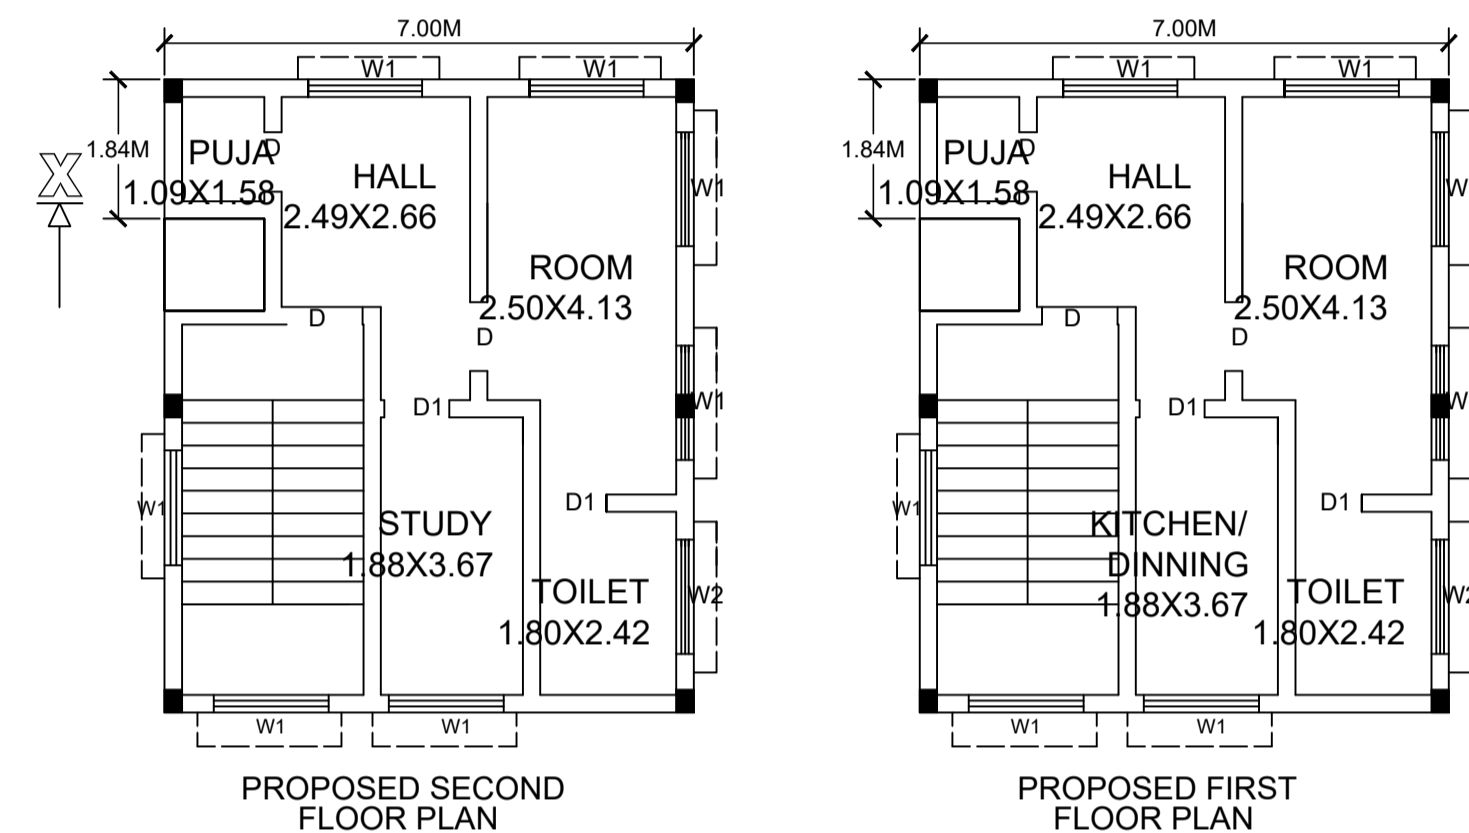 7.00M
W1
W1
1.84M
X
PUJA
1.09X1.58
D
HALL
2.49X2.66
W1
ROOM
2.50X4.13
D
D
W1
D1
D1
W1
STUDY
1.88X3.67
TOILET
1.80X2.42
W2
W1
W1
PROPOSED SECOND
FLOOR PLAN
7.00M
W1
W1
1.84M
PUJA
1.09X1.58
D
HALL
2.49X2.66
W
ROOM
2.50X4.13
D
D
W
D1
D1
W1
KITCHEN/
DINNING
1.88X3.67
TOILET
1.80X2.42
W2
W1
W1
PROPOSED FIRST
FLOOR PLAN